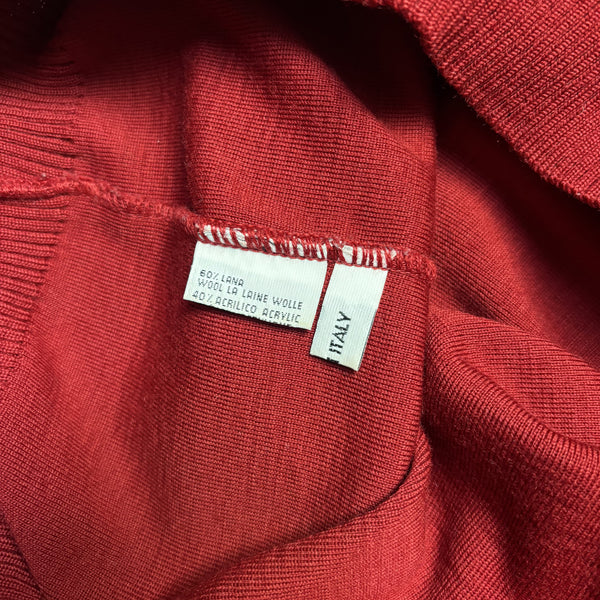 60% LANA
WOOL LA LAINE WOLLE
40% ACRILICO ACRYLIC
ITALY